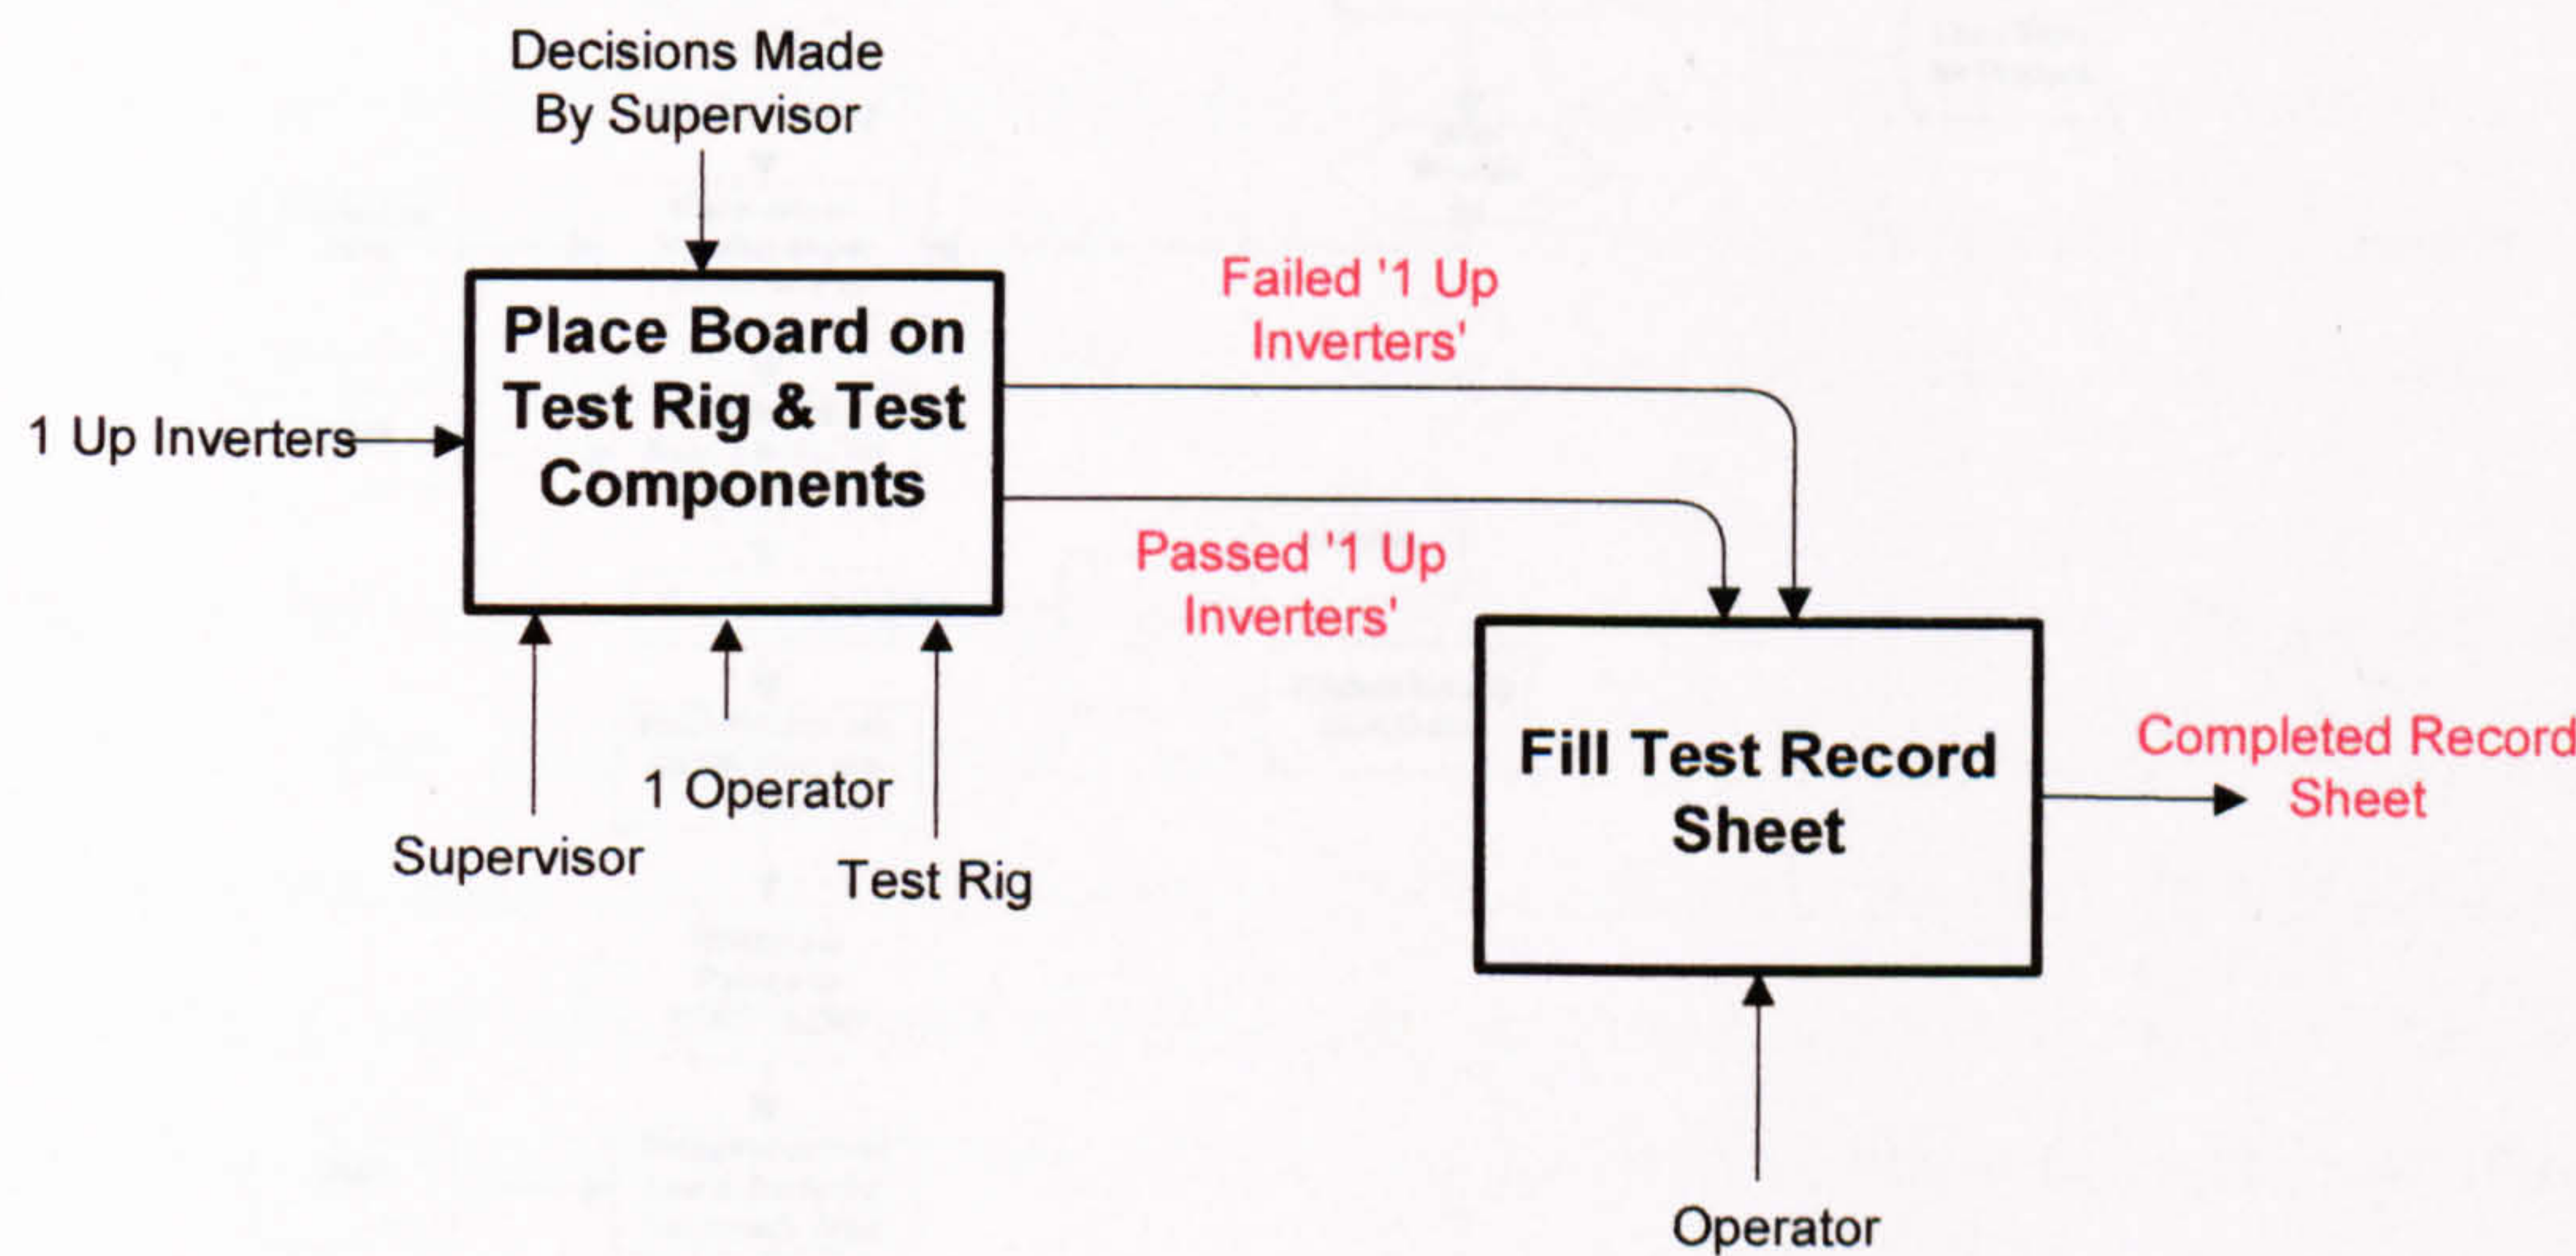 Decisions Made
By Supervisor
Place Board on
Test Rig & Test
Components
1 Up Inverters
Failed '1 Up
Inverters'
Passed '1 Up
Inverters'
1 Operator
Supervisor
Test Rig
Fill Test Record
Sheet
Completed Record
Sheet
Operator